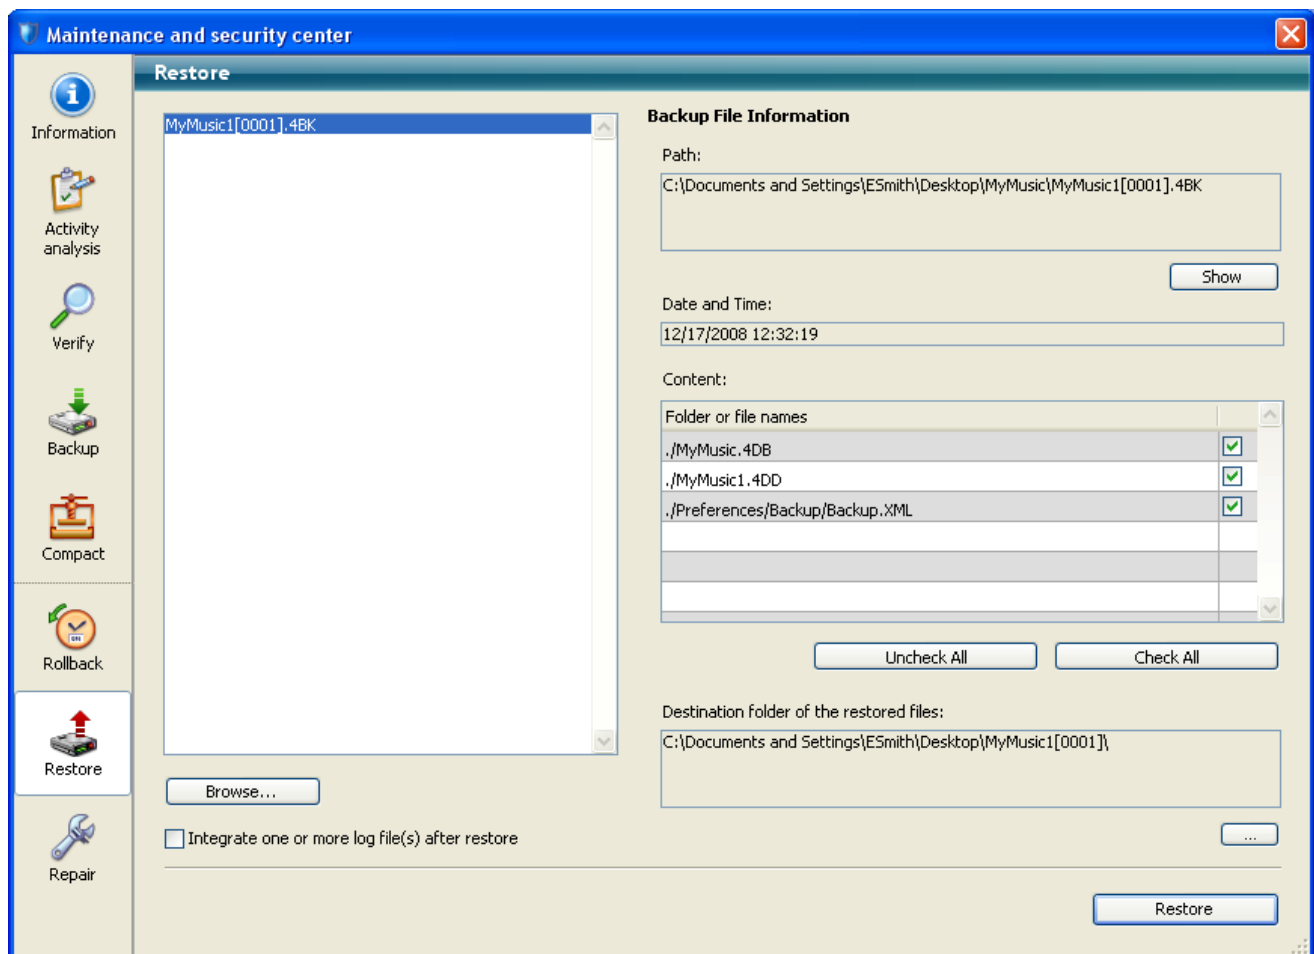 Maintenance and security center
Information
Activity
analysis
Verify
Backup
Compact
Rollback
Restore
Repair
Restore
MyMusic1[0001].4BK
Browse...
Integrate one or more log file(s) after restore
Backup File Information
Path:
C:\Documents and Settings\ESmith\Desktop\MyMusic\MyMusic1[0001].4BK
Show
Date and Time:
12/17/2008 12:32:19
Content:
Folder or file names
./MyMusic.4DB
./MyMusic1.4DD
./Preferences/Backup/Backup.XML
Uncheck All
Check All
Destination folder of the restored files:
C:\Documents and Settings\ESmith\Desktop\MyMusic1[0001]\
...
Restore